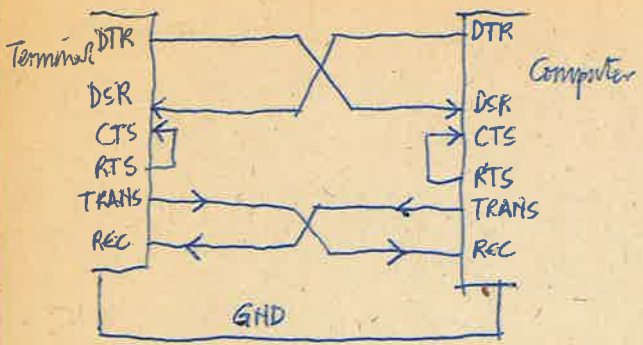 Terminal DTR DTR
Computer
DSR DSR
CTS CTS
RTS RTS
TRANS TRANS
REC REC
GND